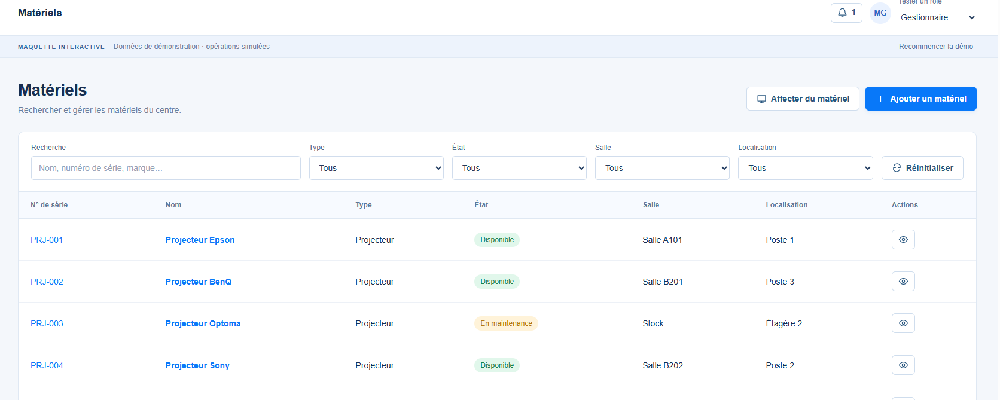 Tester un rôle
Matériels
1
MG
Gestionnaire
MAQUETTE INTERACTIVE Données de démonstration · opérations simulées
Recommencer la démo
Matériels
Rechercher et gérer les matériels du centre.
Affecter du matériel
Ajouter un matériel
Recherche Type État Salle Localisation
Nom, numéro de série, marque… Tous Tous Tous Tous Réinitialiser
N° de série Nom Type État Salle Localisation Actions
PRJ-001 Projecteur Epson Projecteur Disponible Salle A101 Poste 1
PRJ-002 Projecteur BenQ Projecteur Disponible Salle B201 Poste 3
PRJ-003 Projecteur Optoma Projecteur En maintenance Stock Étagère 2
PRJ-004 Projecteur Sony Projecteur Disponible Salle B202 Poste 2